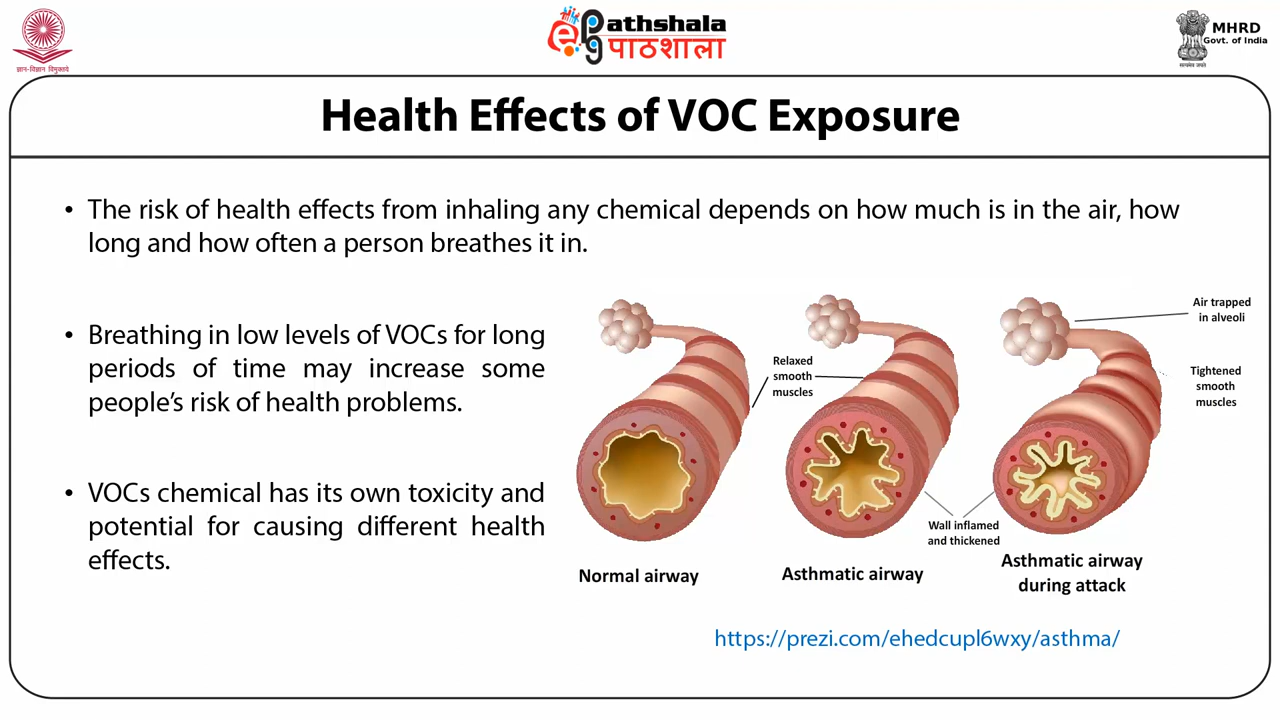 ज्ञान-विज्ञान विमुक्तये
epgathshala
पाठशाला
MHRD
Govt. of India
सत्यमेव जयते
Health Effects of VOC Exposure
• The risk of health effects from inhaling any chemical depends on how much is in the air, how
long and how often a person breathes it in.
• Breathing in low levels of VOCs for long
periods of time may increase some
people's risk of health problems.
• VOCs chemical has its own toxicity and
potential for causing different health
effects.
Air trapped
in alveoli
Relaxed
smooth
muscles
Tightened
smooth
muscles
Wall inflamed
and thickened
Normal airway
Asthmatic airway
Asthmatic airway
during attack
https://prezi.com/ehedcupl6wxy/asthma/